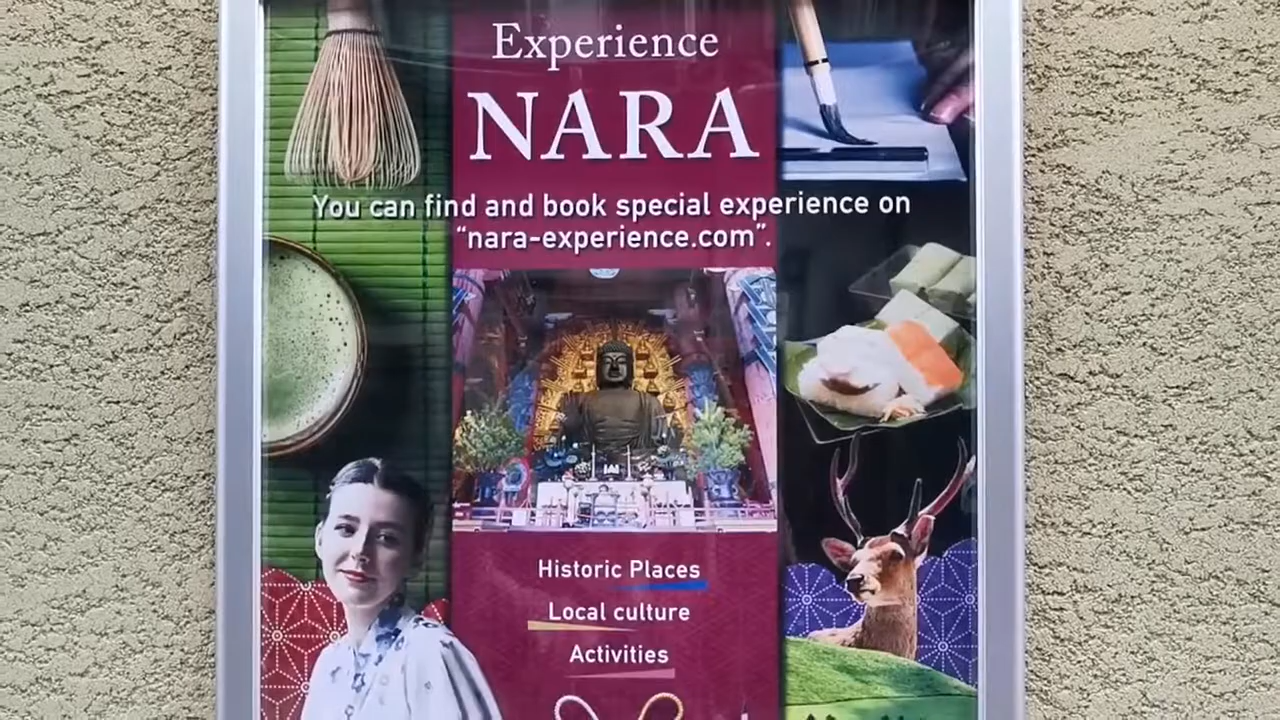 Experience
NARA
You can find and book special experience on
“nara-experience.com”.
Historic Places
Local culture
Activities